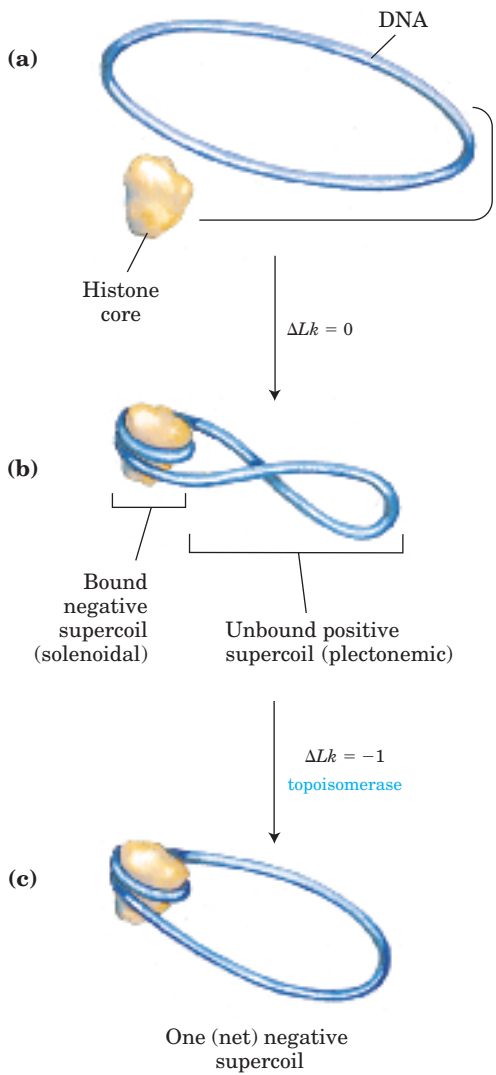 DNA
(a)
Histone
core
ΔLk = 0
(b)
Bound
negative
supercoil
(solenoidal)
Unbound positive
supercoil (plectonemic)
ΔLk = −1
topoisomerase
(c)
One (net) negative
supercoil